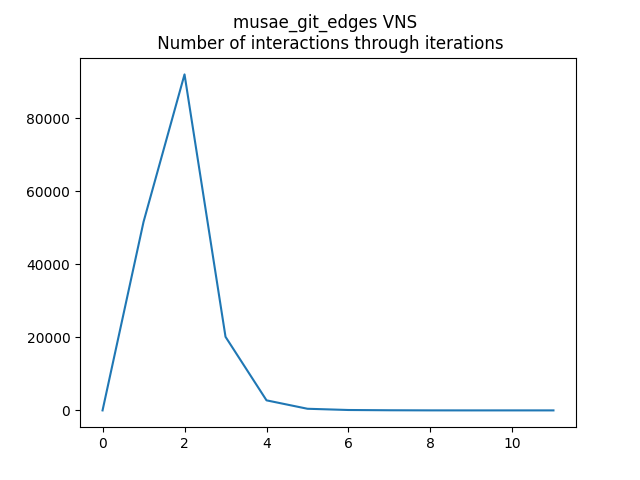 musae_git_edges VNS
Number of interactions through iterations
80000
60000
40000
20000
0
0 2 4 6 8 10